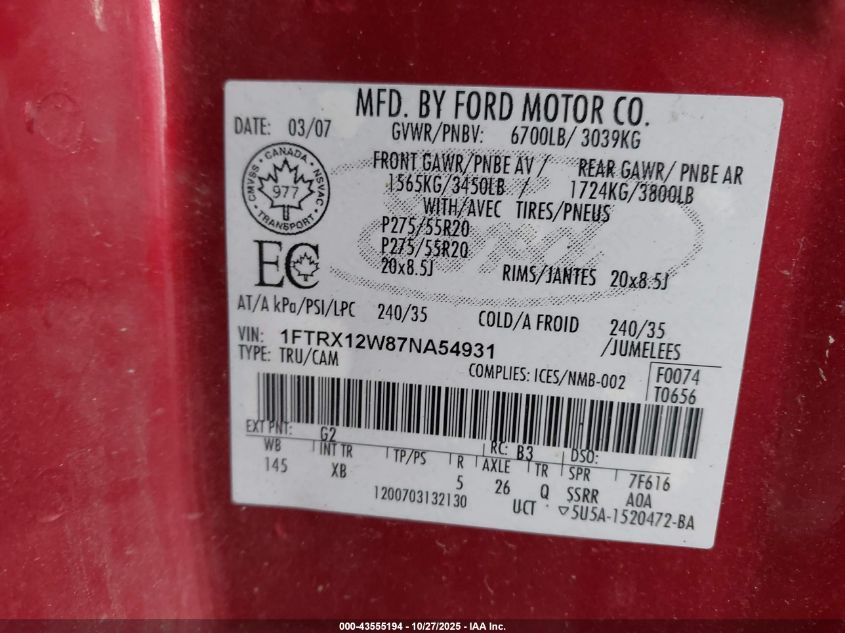 MFD. BY FORD MOTOR CO.
DATE: 03/07 GVWR/PNBV: 6700LB/ 3039KG
FRONT GAWR/PNBE AV/ REAR GAWR/ PNBE AR
1565KG/3450LB / 1724KG/3800LB
WITH/AVEC TIRES/PNEUS
P275/55R20
P275/55R20
20x8.5J RIMS/JANTES 20x8.5J
CMVSS • CANADA • NSVAC
977
TRANSPORT
EC
AT/A kPa/PSI/LPC 240/35 COLD/A FROID 240/35
VIN: 1FTRX12W87NA54931 /JUMELEES
TYPE: TRU/CAM
COMPLIES: ICES/NMB-002 F0074
T0656
EXT PNT: G2 RC: B3 DSO:
WB INT TR TP/PS R AXLE TR SPR 7F616
145 XB 5 26 Q SSRR A0A
1200703132130 UCT ▽5U5A-1520472-BA
000-43555194 - 10/27/2025 - IAA Inc.